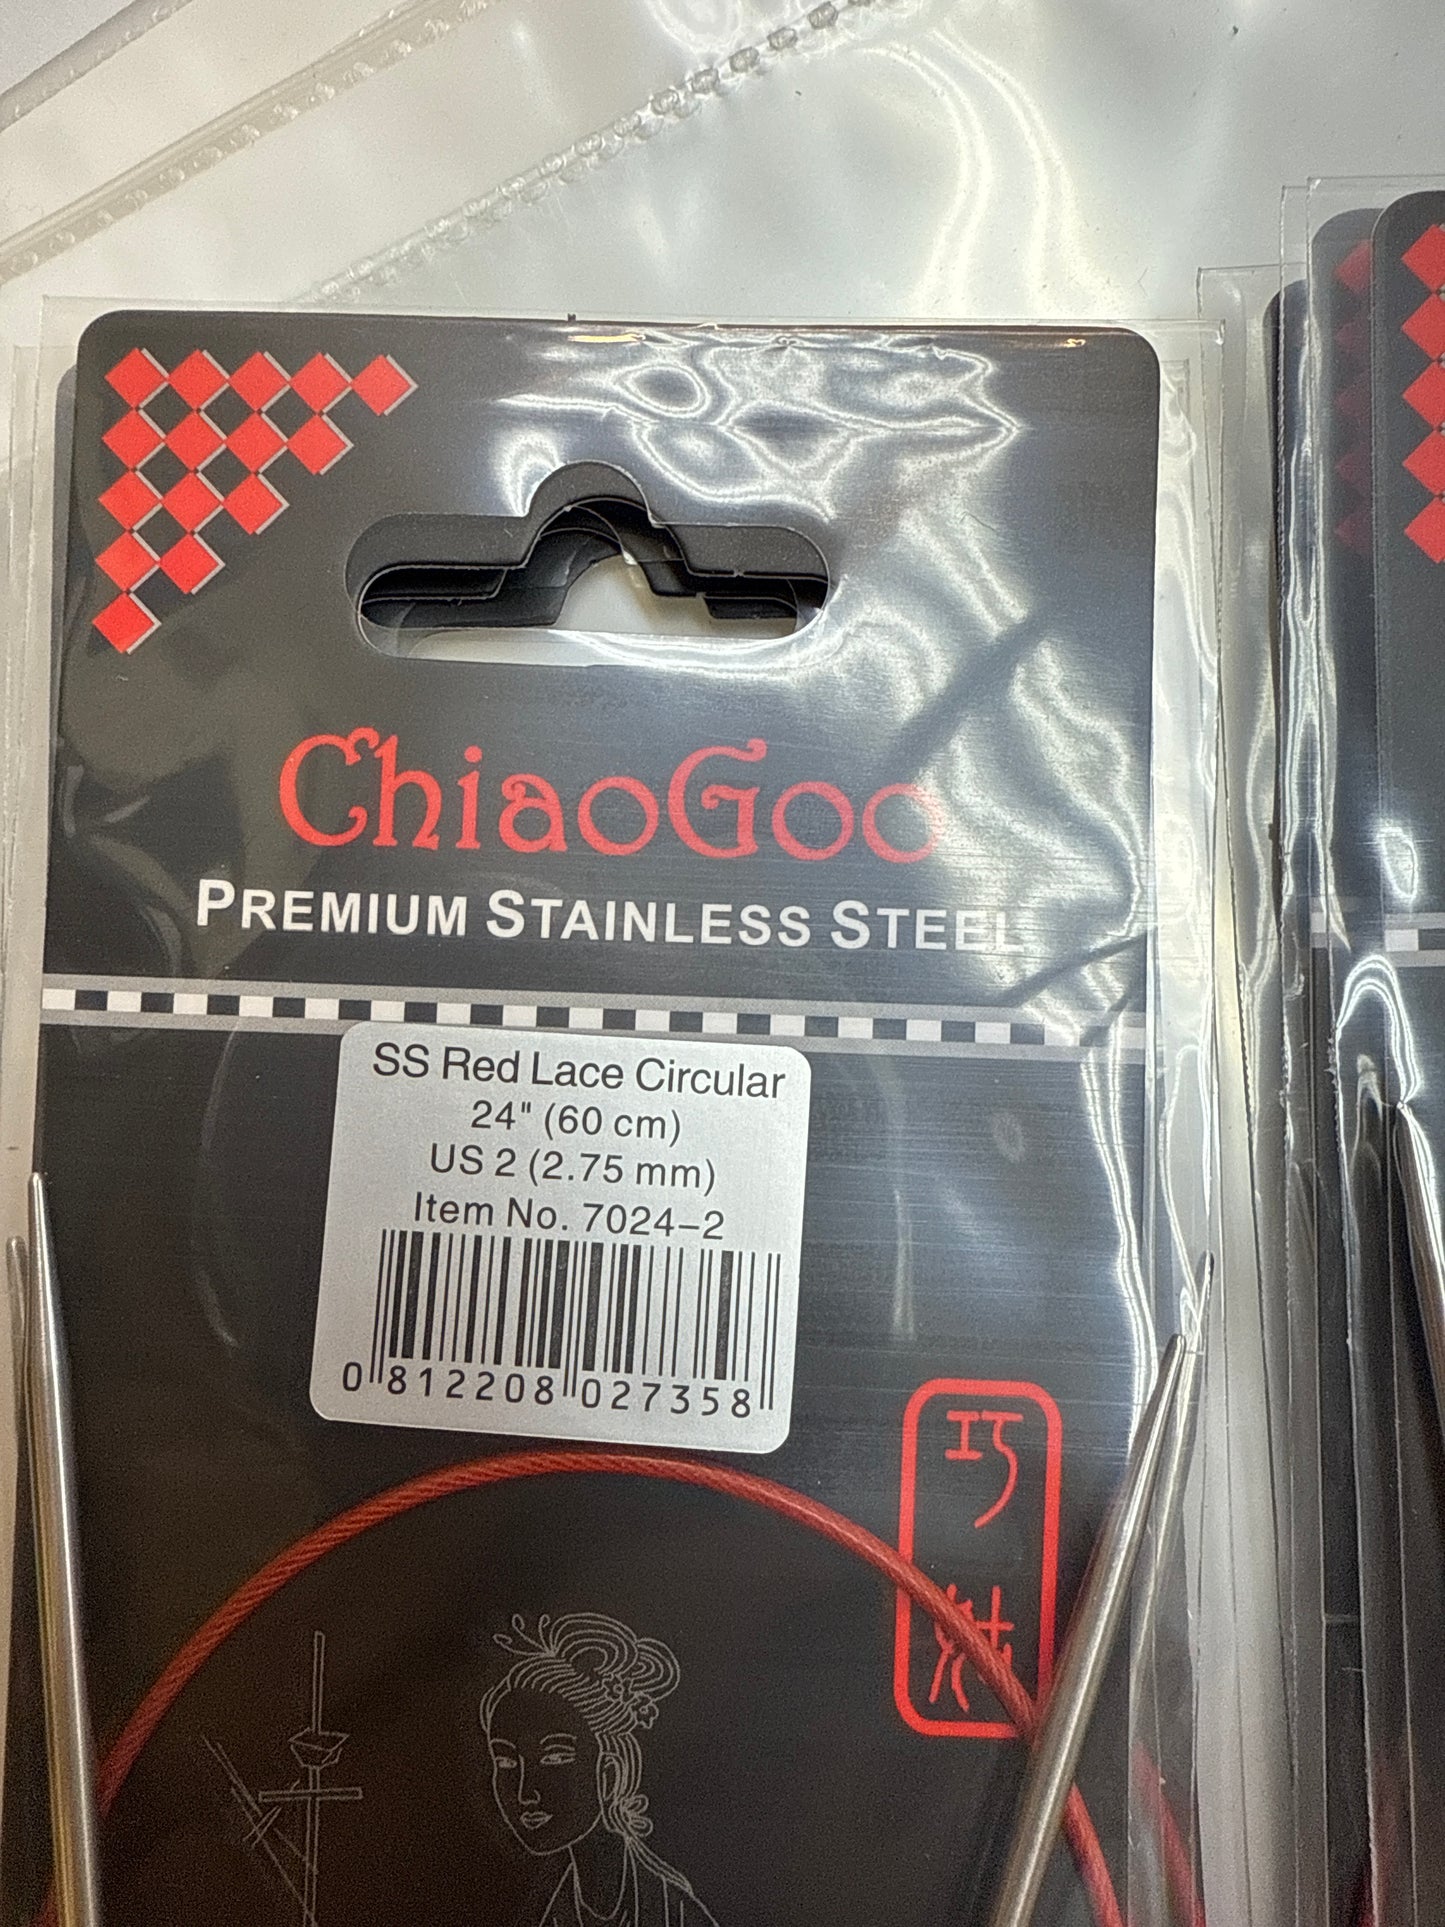 ChiaoGoo
PREMIUM STAINLESS STEEL
SS Red Lace Circular
24" (60 cm)
US 2 (2.75 mm)
Item No. 7024-2
0 812208 027358
巧